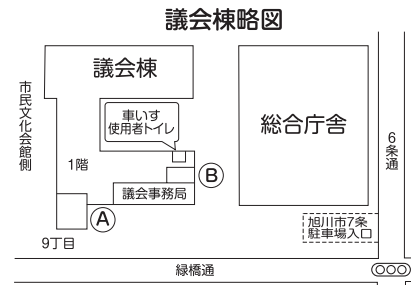 議会棟略図
議会棟
車いす
使用者トイレ
市民文化会館側
1階
B
議会事務局
A
9丁目
総合庁舎
6条通
旭川市7条
駐車場入口
緑橋通